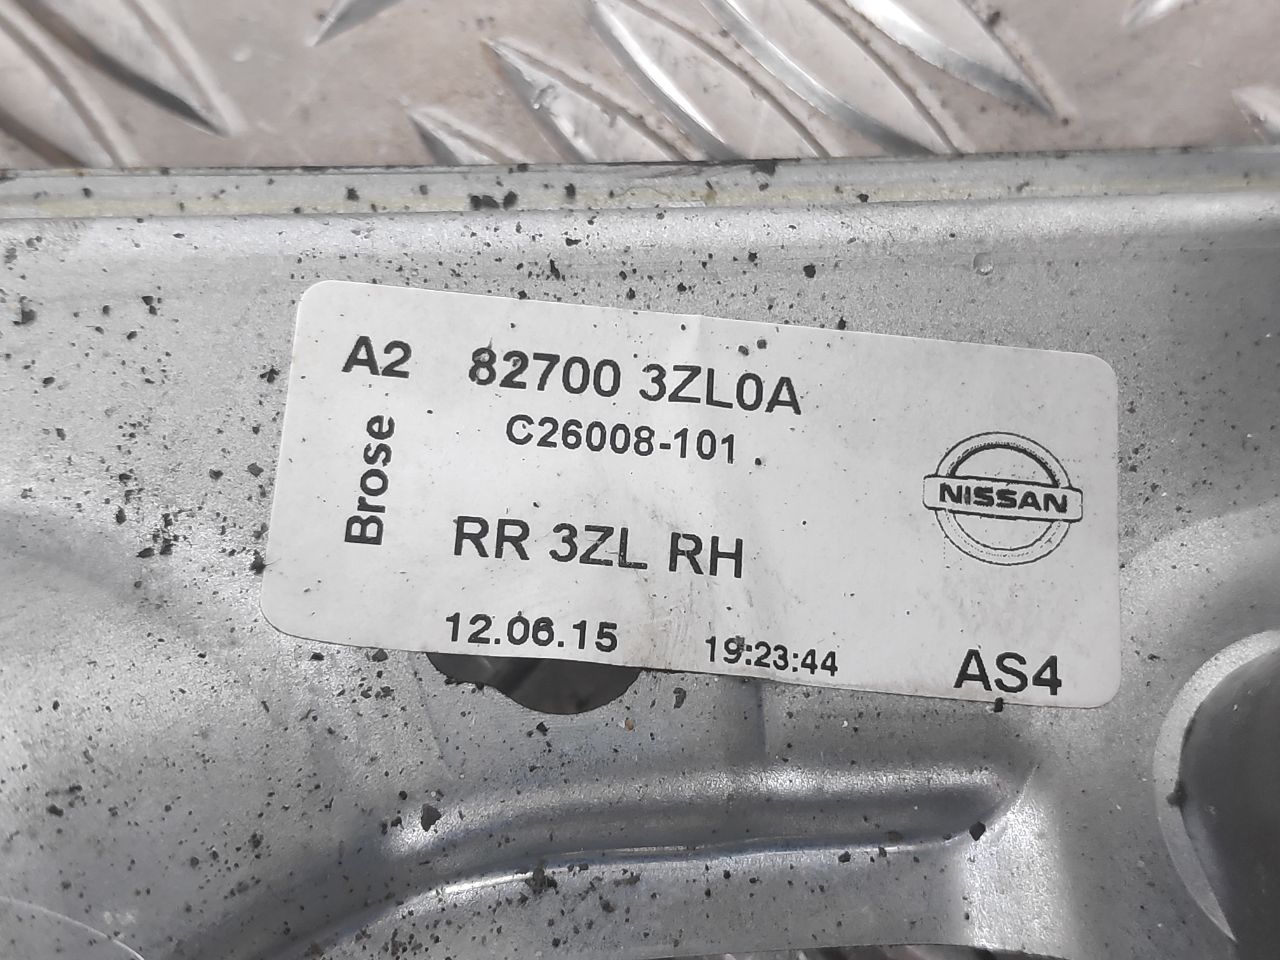 A2 82700 3ZL0A
C26008-101
Brose
NISSAN
RR 3ZL RH
12.06.15 19:23:44 AS4